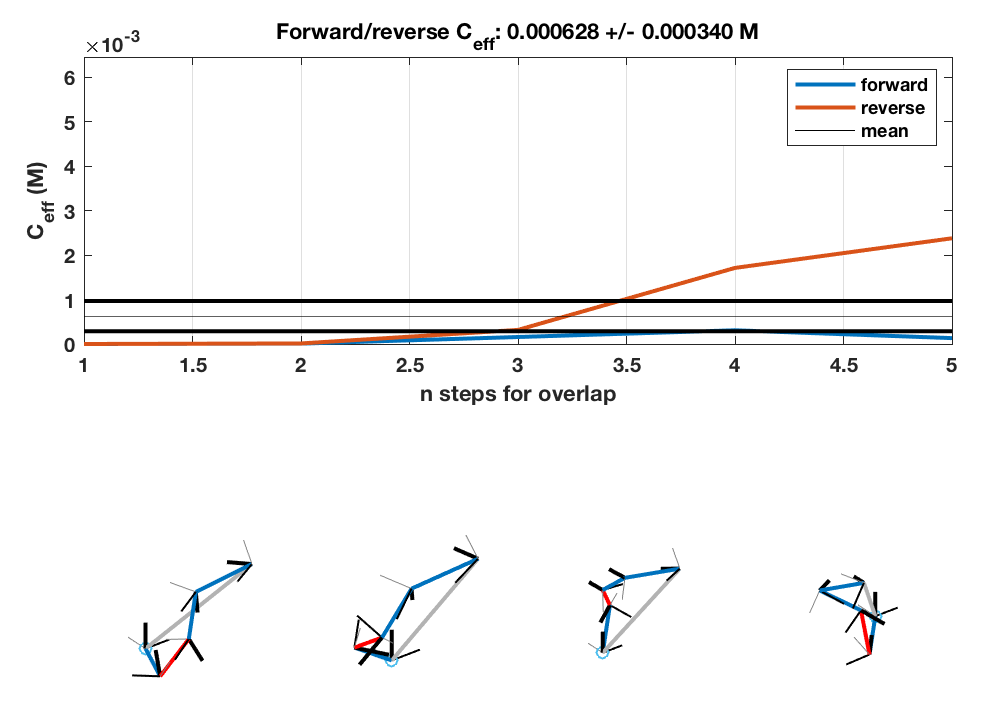 Forward/reverse C_eff: 0.000628 +/- 0.000340 M
×10^-3
6
5
4
3
2
1
0
C_eff (M)
forward
reverse
mean
1 1.5 2 2.5 3 3.5 4 4.5 5
n steps for overlap